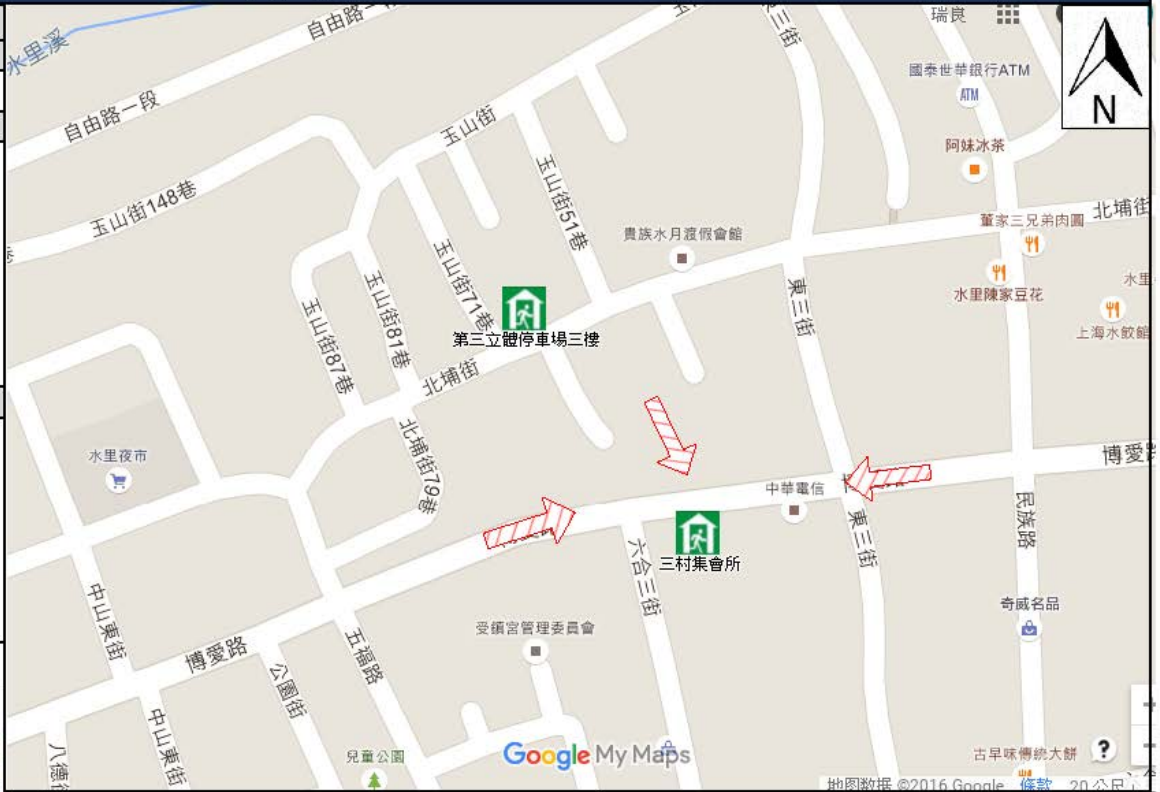 水里溪
自由路一段
瑞良
N
國泰世華銀行ATM
ATM
自由路一段
玉山街
阿妹冰茶
玉山街148巷
玉山街51巷
北埔街
董家三兄弟肉圓
貴族水月渡假會館
玉山街71巷
水里陳家豆花
水里
東三街
玉山街81巷
玉山街87巷
第三立體停車場三樓
上海水餃館
北埔街
水里夜市
北埔街79巷
博愛路
中華電信
東三街
民族路
三村集會所
六合三街
中山東街
奇威名品
受鎮宮管理委員會
五福路
博愛路
公園街
中山東街
八德街
兒童公園
Google My Maps
古早味傳統大餅
?
地图数据 ©2016 Google
條款
20 公尺